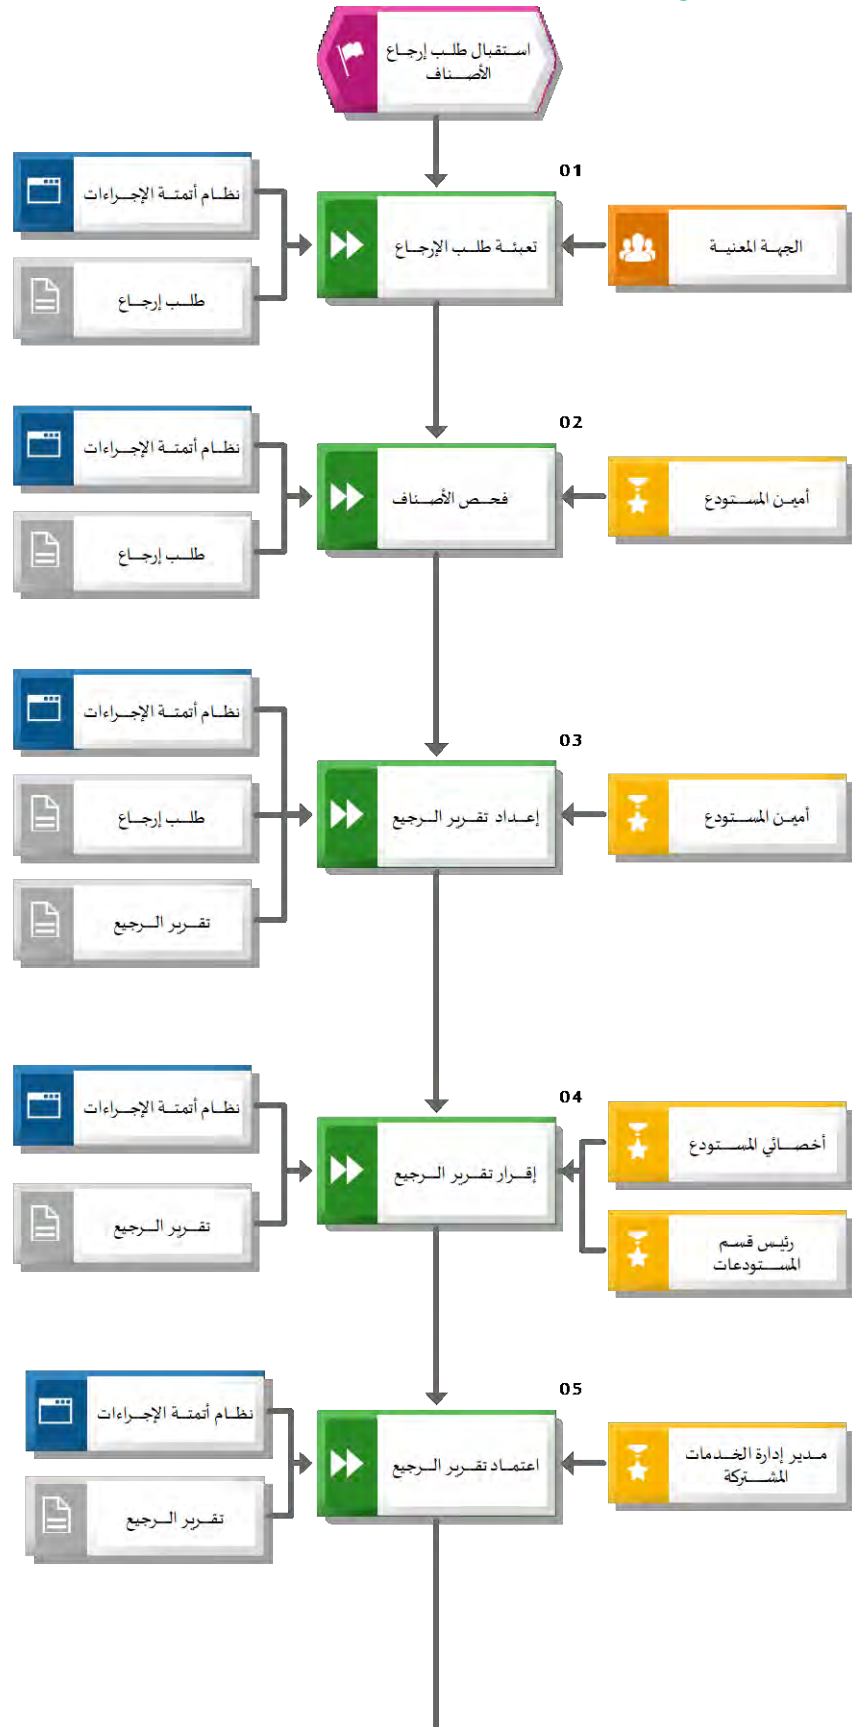 استقبال طلب إرجاع
الأصناف
01
الجهة المعنية
تعبئة طلب الإرجاع
نظام أتمتة الإجراءات
طلب إرجاع
02
أمين المستودع
فحص الأصناف
نظام أتمتة الإجراءات
طلب إرجاع
03
أمين المستودع
إعداد تقرير الرجيع
نظام أتمتة الإجراءات
طلب إرجاع
تقرير الرجيع
04
أخصائي المستودع
رئيس قسم
المستودعات
إقرار تقرير الرجيع
نظام أتمتة الإجراءات
تقرير الرجيع
05
مدير إدارة الخدمات
المشتركة
اعتماد تقرير الرجيع
نظام أتمتة الإجراءات
تقرير الرجيع